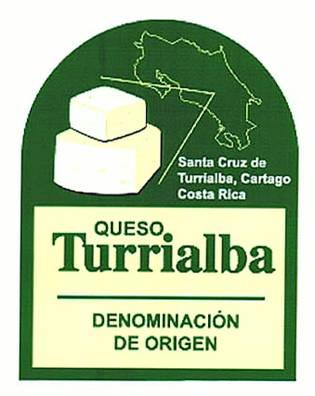 Santa Cruz de
Turrialba, Cartago
Costa Rica
QUESO
Turrialba
DENOMINACIÓN
DE ORIGEN